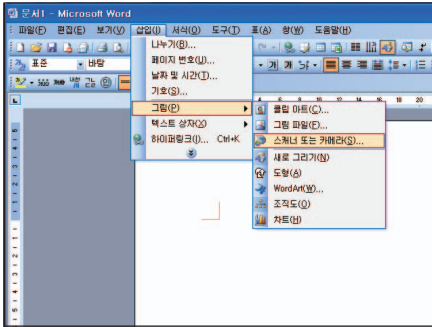 문서1 - Microsoft Word
파일(F) 편집(E) 보기(V) 삽입(I) 서식(O) 도구(T) 표(A) 창(W) 도움말(H)
나누기(B)...
페이지 번호(U)...
날짜 및 시간(T)...
기호(S)...
그림(P)
텍스트 상자(X)
하이퍼링크(I)... Ctrl+K
클립 아트(C)...
그림 파일(F)...
스캐너 또는 카메라(S)...
새로 그리기(N)
도형(A)
WordArt(W)...
조직도(O)
차트(H)
표준
바탕
가 가